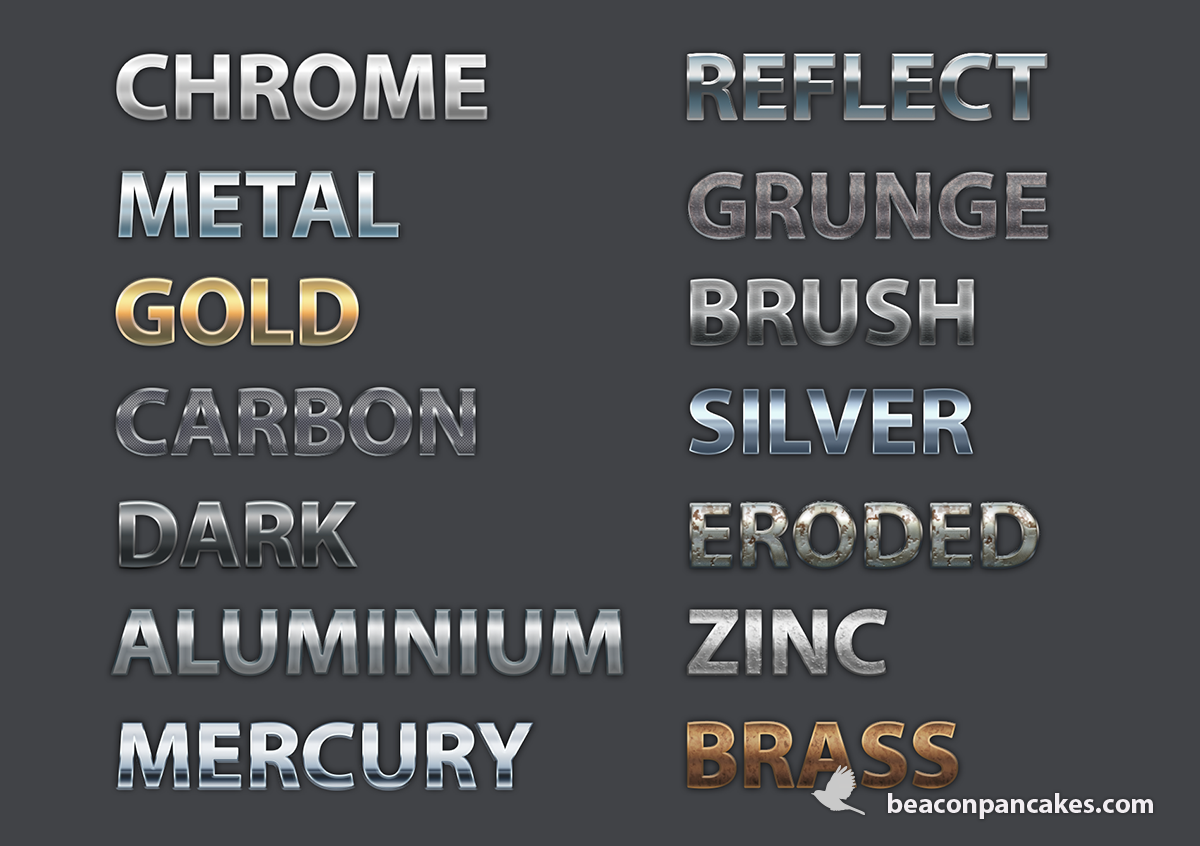 CHROME
METAL
GOLD
CARBON
DARK
ALUMINIUM
MERCURY
REFLECT
GRUNGE
BRUSH
SILVER
ERODED
ZINC
BRASS
beaconpancakes.com